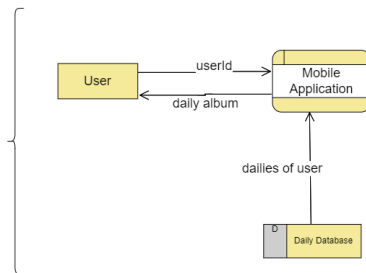 userId
User
Mobile
Application
daily album
dailies of user
D
Daily Database